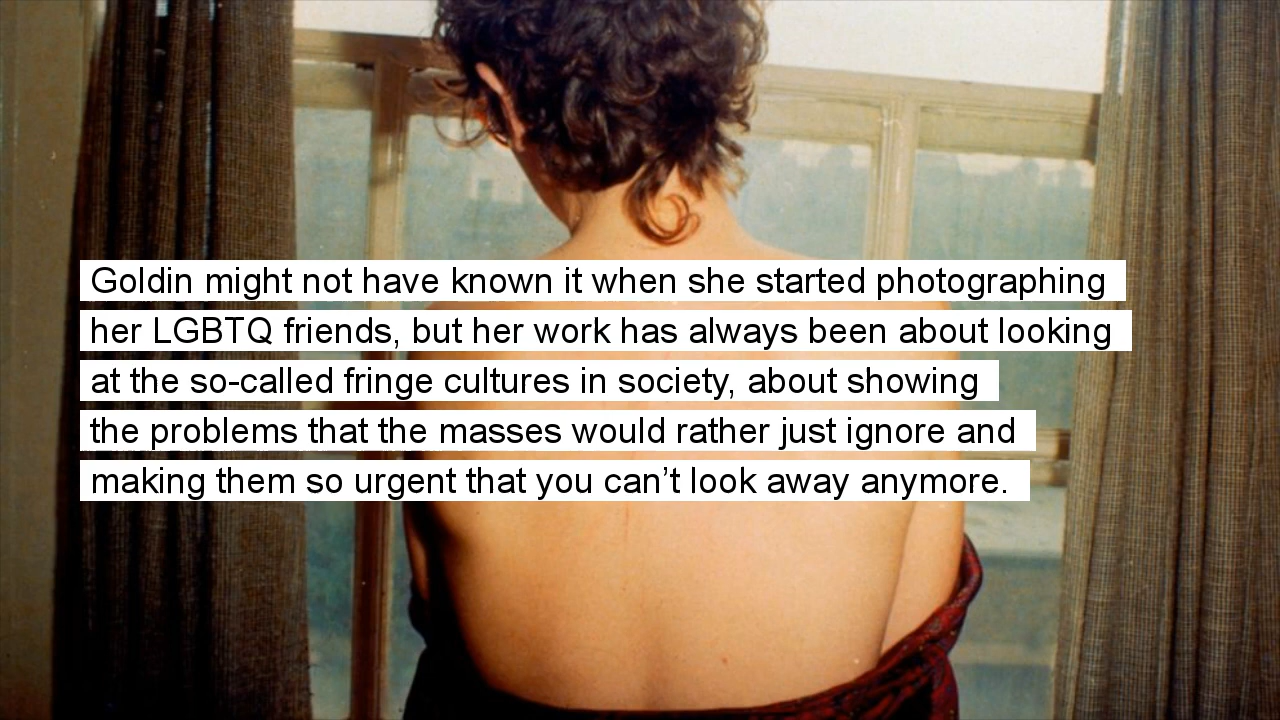 Goldin might not have known it when she started photographing
her LGBTQ friends, but her work has always been about looking
at the so-called fringe cultures in society, about showing
the problems that the masses would rather just ignore and
making them so urgent that you can’t look away anymore.